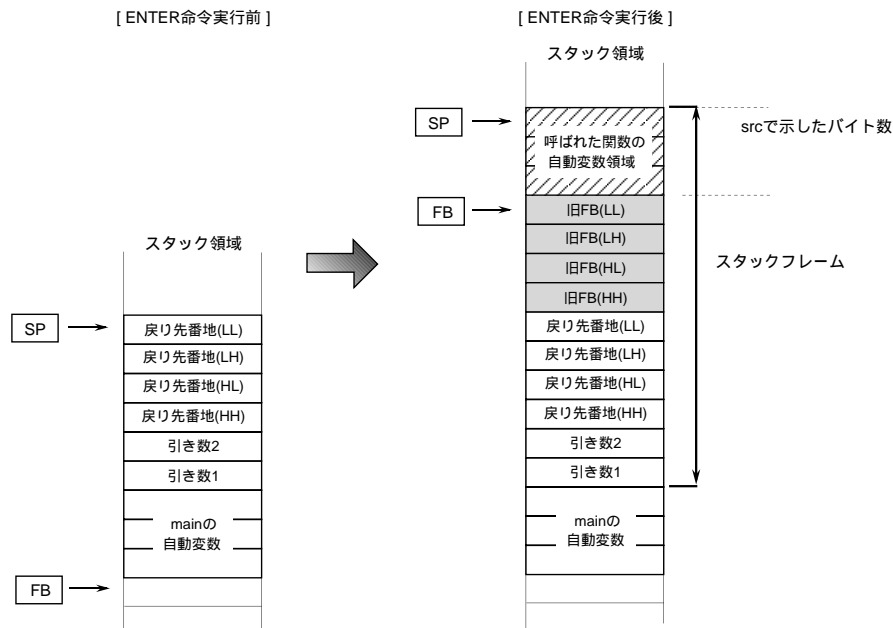 [ ENTER命令実行前 ]
スタック領域
SP
戻り先番地(LL)
戻り先番地(LH)
戻り先番地(HL)
戻り先番地(HH)
引き数2
引き数1
mainの
自動変数
FB
[ ENTER命令実行後 ]
スタック領域
SP
呼ばれた関数の
自動変数領域
srcで示したバイト数
FB
旧FB(LL)
旧FB(LH)
旧FB(HL)
旧FB(HH)
スタックフレーム
戻り先番地(LL)
戻り先番地(LH)
戻り先番地(HL)
戻り先番地(HH)
引き数2
引き数1
mainの
自動変数